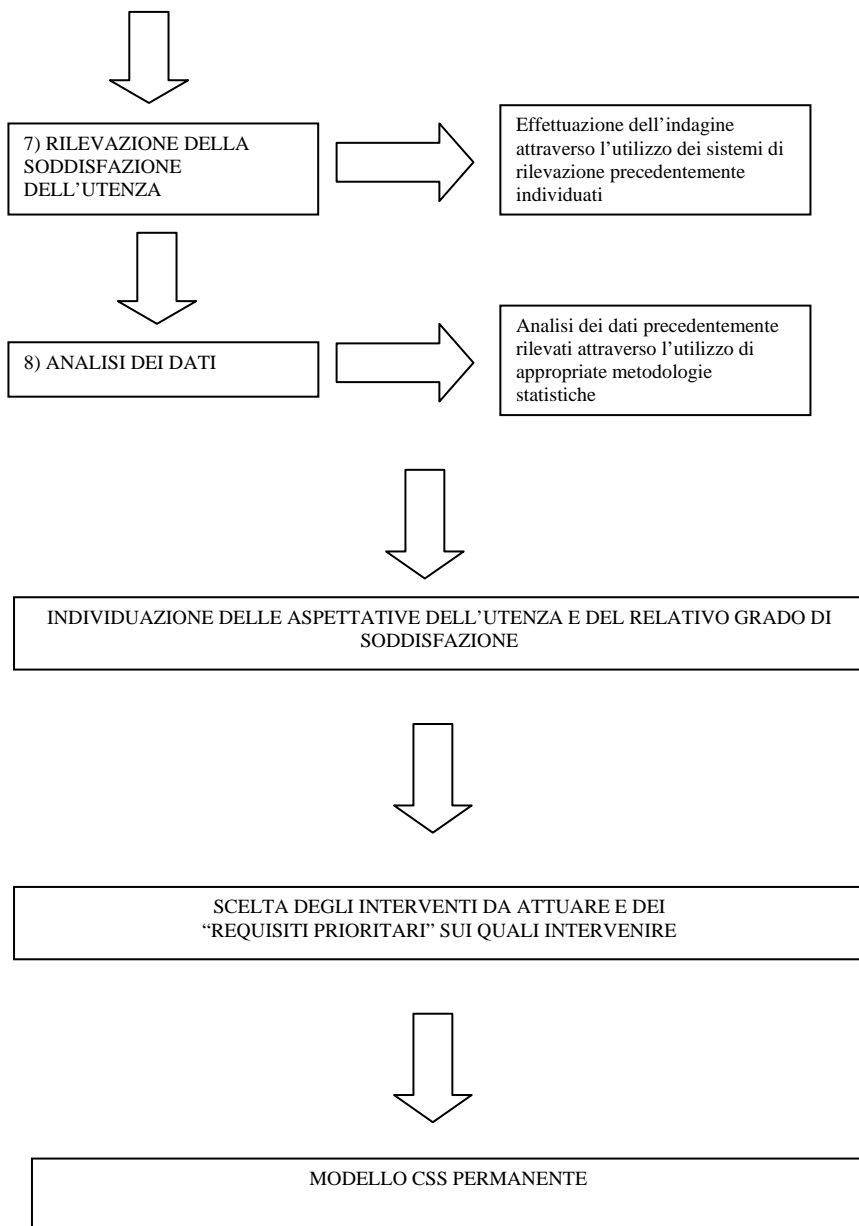 7) RILEVAZIONE DELLA
SODDISFAZIONE
DELL’UTENZA
Effettuazione dell’indagine
attraverso l’utilizzo dei sistemi di
rilevazione precedentemente
individuati
8) ANALISI DEI DATI
Analisi dei dati precedentemente
rilevati attraverso l’utilizzo di
appropriate metodologie
statistiche
INDIVIDUAZIONE DELLE ASPETTATIVE DELL’UTENZA E DEL RELATIVO GRADO DI
SODDISFAZIONE
SCELTA DEGLI INTERVENTI DA ATTUARE E DEI
“REQUISITI PRIORITARI” SUI QUALI INTERVENIRE
MODELLO CSS PERMANENTE